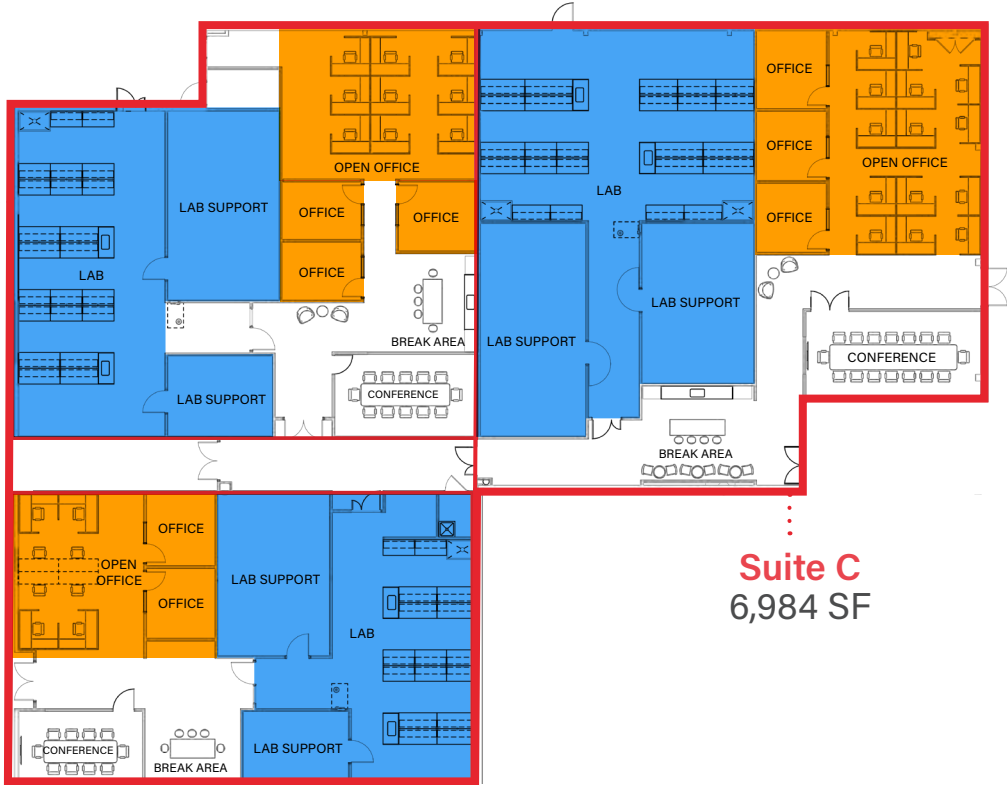 OPEN OFFICE
OFFICE
OFFICE
OFFICE
LAB SUPPORT
LAB
LAB SUPPORT
BREAK AREA
CONFERENCE
OFFICE
OFFICE
OFFICE
OPEN OFFICE
LAB
LAB SUPPORT
LAB SUPPORT
CONFERENCE
BREAK AREA
OFFICE
OPEN
OFFICE
OFFICE
LAB SUPPORT
LAB
CONFERENCE
BREAK AREA
LAB SUPPORT
Suite C
6,984 SF